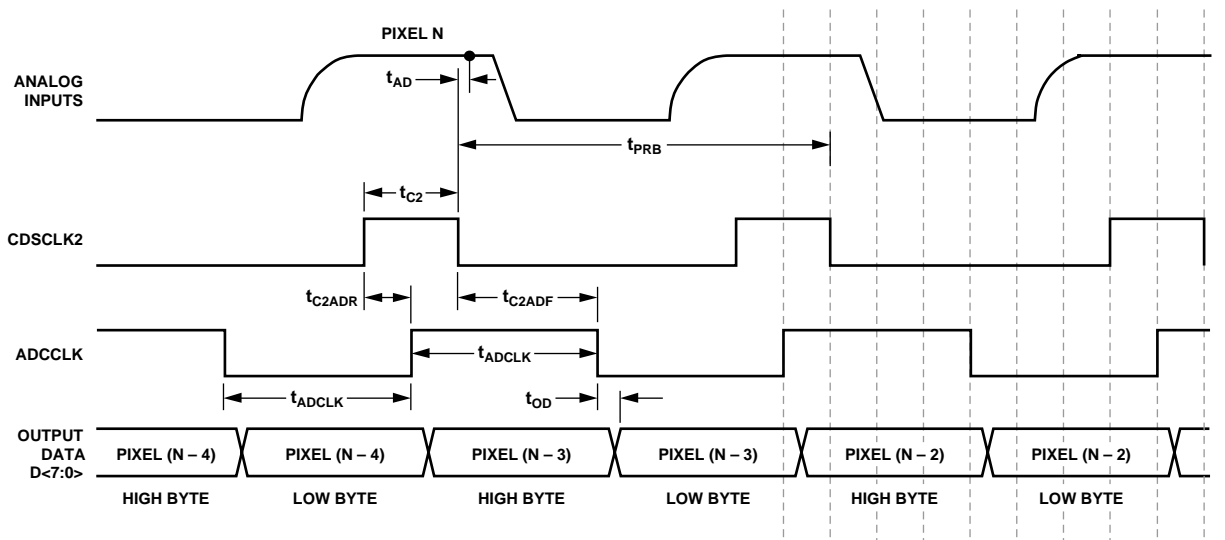 PIXEL N
ANALOG
INPUTS
tAD
tPRB
tC2
CDSCLK2
tC2ADR
tC2ADF
ADCCLK
tADCLK
tADCLK
tOD
OUTPUT
DATA
D<7:0>
PIXEL (N – 4)
PIXEL (N – 4)
PIXEL (N – 3)
PIXEL (N – 3)
PIXEL (N – 2)
PIXEL (N – 2)
HIGH BYTE
LOW BYTE
HIGH BYTE
LOW BYTE
HIGH BYTE
LOW BYTE